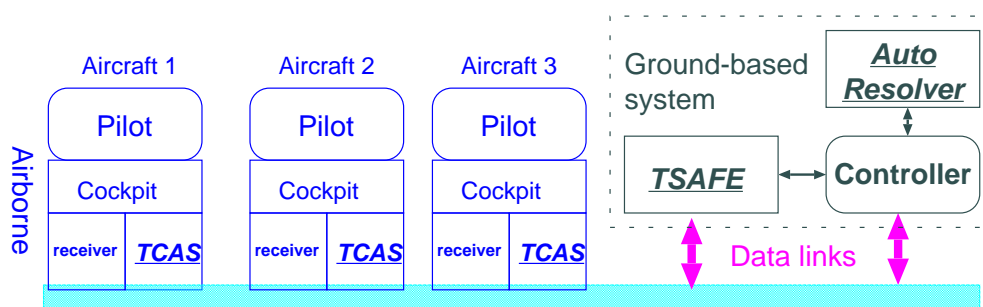 Aircraft 1
Aircraft 2
Aircraft 3
Ground-based
system
Auto
Resolver
Airborne
Pilot
Pilot
Pilot
Cockpit
Cockpit
Cockpit
TSAFE
Controller
receiver
TCAS
receiver
TCAS
receiver
TCAS
Data links